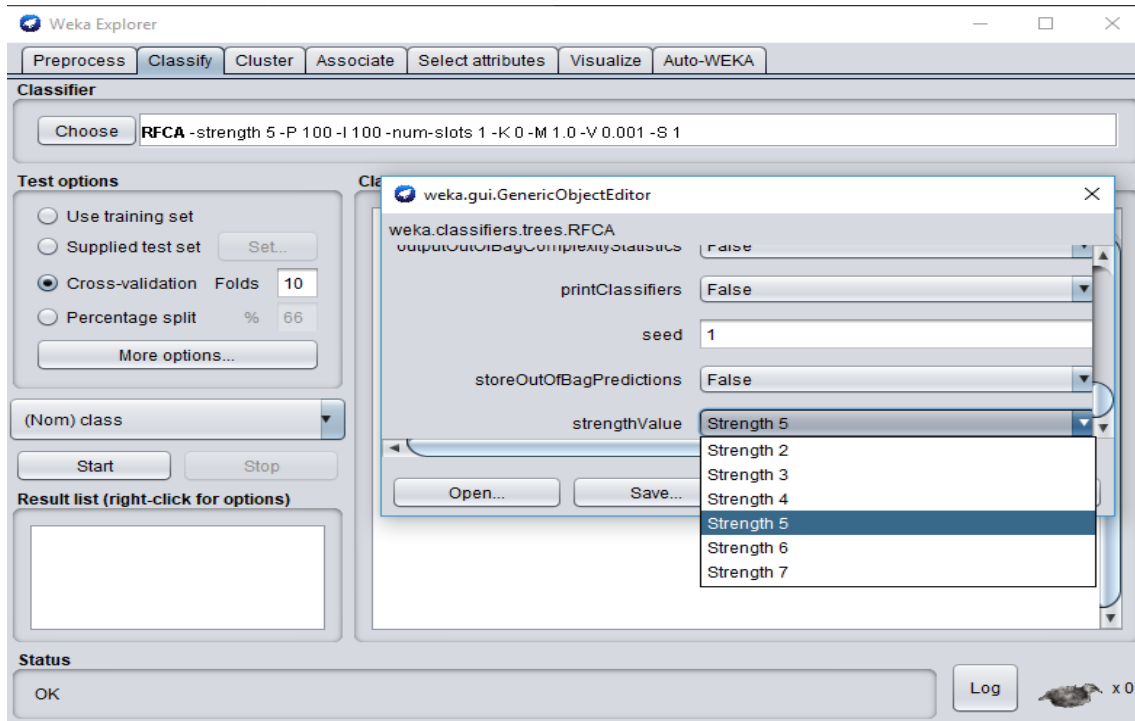 Weka Explorer
Preprocess Classify Cluster Associate Select attributes Visualize Auto-WEKA
Classifier
Choose RFCA -strength 5 -P 100 -I 100 -num-slots 1 -K 0 -M 1.0 -V 0.001 -S 1
Test options
Use training set
Supplied test set Set...
Cross-validation Folds 10
Percentage split % 66
More options...
(Nom) class
Start Stop
Result list (right-click for options)
Cla
weka.gui.GenericObjectEditor
weka.classifiers.trees.RFCA
outputOutOfBagComplexityStatistics False
printClassifiers False
seed 1
storeOutOfBagPredictions False
strengthValue Strength 5
Strength 2
Strength 3
Strength 4
Strength 5
Strength 6
Strength 7
Open... Save...
Status
OK
Log x 0